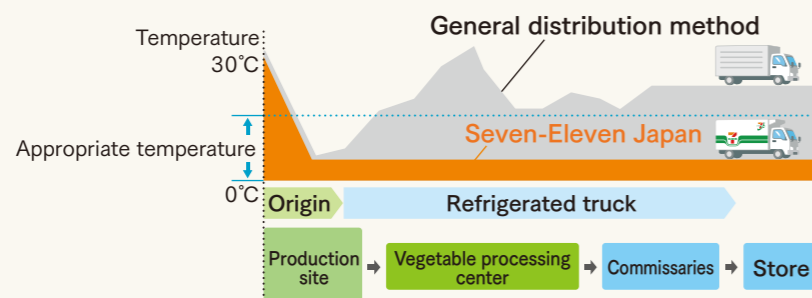 General distribution method
Temperature
30℃
Seven-Eleven Japan
Appropriate temperature
0℃
Origin
Refrigerated truck
Production
site
Vegetable processing
center
Commissaries
Store